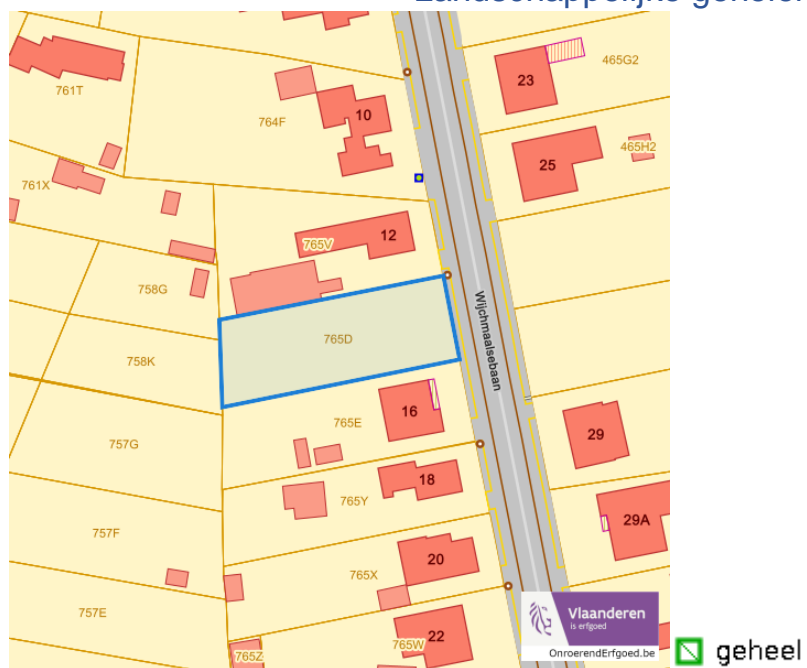 Landschappelijke geheler
23
465G2
761T
764F
10
25
465H2
761X
12
765V
758G
Wijchmaalsebaan
765D
758K
16
765E
29
757G
18
765Y
29A
757F
20
765X
757E
22
765W
765Z
Vlaanderen
is erfgoed
OnroerendErfgoed.be
geheel